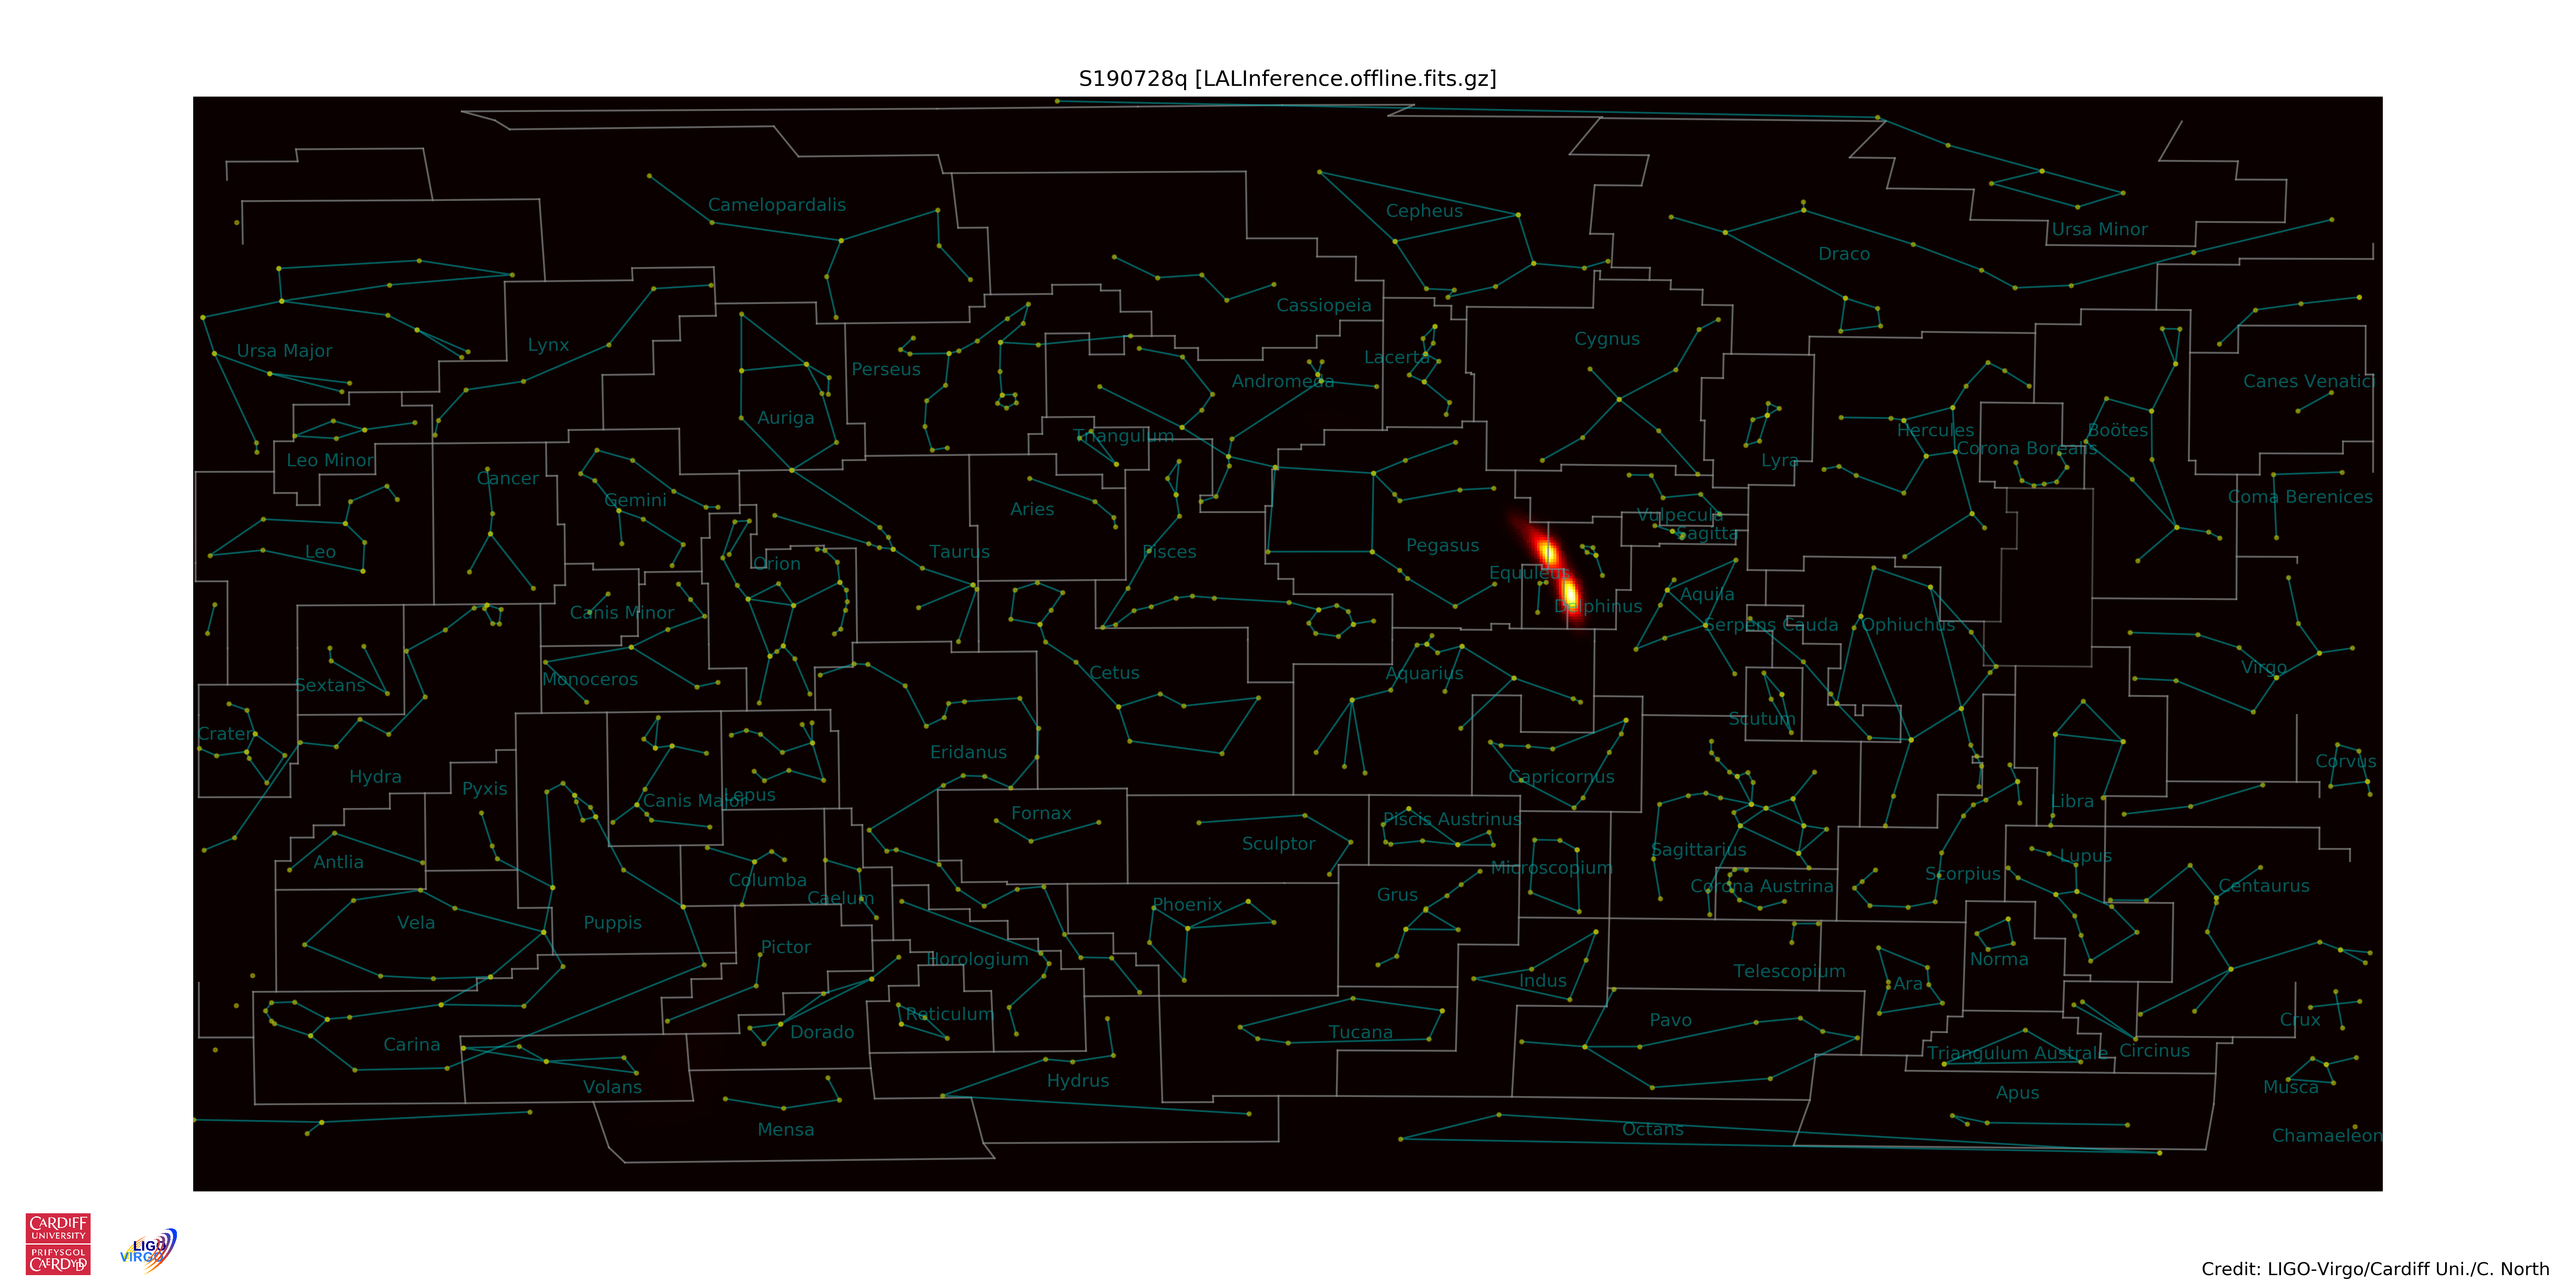 S190728q [LALInference.offline.fits.gz]
Camelopardalis
Cepheus
Ursa Minor
Draco
Cassiopeia
Ursa Major
Lynx
Perseus
Andromeda
Lacerta
Cygnus
Canes Venatici
Auriga
Triangulum
Hercules
Boötes
Leo Minor
Lyra
Corona Borealis
Cancer
Gemini
Aries
Coma Berenices
Leo
Orion
Taurus
Pisces
Pegasus
Vulpecula
Sagitta
Equuleus
Canis Minor
Delphinus
Aquila
Serpens Cauda
Ophiuchus
Sextans
Monoceros
Cetus
Aquarius
Virgo
Crater
Eridanus
Scutum
Hydra
Pyxis
Canis Major
Lepus
Capricornus
Corvus
Libra
Fornax
Sculptor
Piscis Austrinus
Antlia
Columba
Caelum
Microscopium
Sagittarius
Corona Austrina
Scorpius
Lupus
Centaurus
Vela
Puppis
Phoenix
Grus
Pictor
Horologium
Indus
Telescopium
Ara
Norma
Carina
Dorado
Reticulum
Tucana
Pavo
Triangulum Australe
Circinus
Crux
Volans
Hydrus
Apus
Musca
Mensa
Octans
Chamaeleon
CARDIFF
UNIVERSITY
PRIFYSGOL
CAERDYDD
LIGO
VIRGO
Credit: LIGO-Virgo/Cardiff Uni./C. North